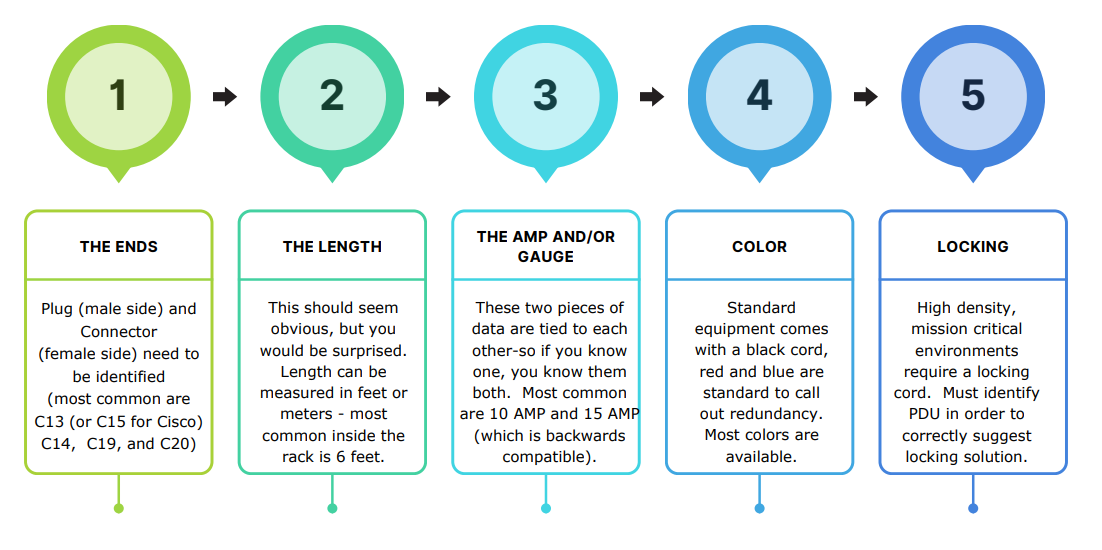 1
2
3
4
5
THE ENDS
Plug (male side) and
Connector
(female side) need to
be identified
(most common are
C13 (or C15 for Cisco)
C14,  C19, and C20)
THE LENGTH
This should seem
obvious, but you
would be surprised.
Length can be
measured in feet or
meters - most
common inside the
rack is 6 feet.
THE AMP AND/OR
GAUGE
These two pieces of
data are tied to each
other-so if you know
one, you know them
both.  Most common
are 10 AMP and 15 AMP
(which is backwards
compatible).
COLOR
Standard
equipment comes
with a black cord,
red and blue are
standard to call
out redundancy.
Most colors are
available.
LOCKING
High density,
mission critical
environments
require a locking
cord.  Must identify
PDU in order to
correctly suggest
locking solution.